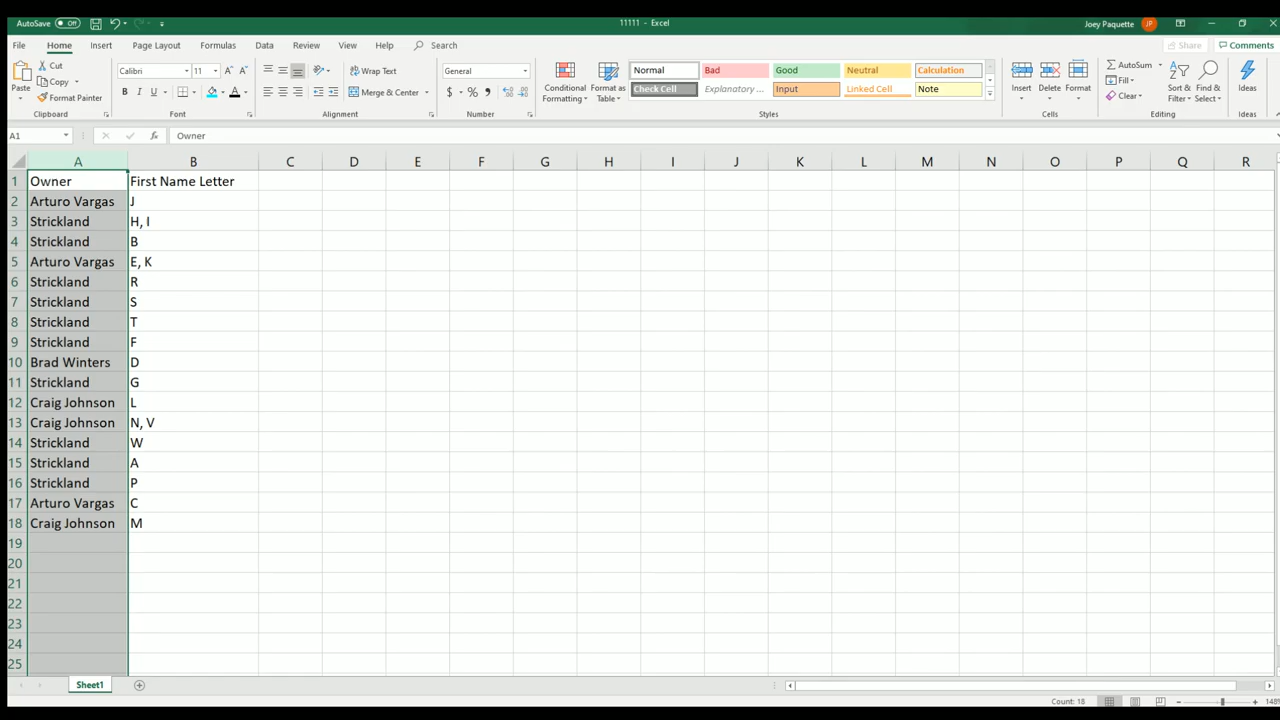 AutoSave Off 11111 - Excel Joey Paquette JP
File Home Insert Page Layout Formulas Data Review View Help Search Share Comments
Paste Cut Copy Format Painter Clipboard
Calibri 11 B I U A Font
Wrap Text Merge & Center Alignment
General $ % , Number
Conditional Formatting Format as Table Normal Bad Good Neutral Calculation
Check Cell Explanatory ... Input Linked Cell Note Styles
Insert Delete Format Cells
AutoSum Fill Clear Sort & Filter Find & Select Editing
Ideas Ideas
A1 fx Owner
A B C D E F G H I J K L M N O P Q R
1 Owner First Name Letter
2 Arturo Vargas J
3 Strickland H, I
4 Strickland B
5 Arturo Vargas E, K
6 Strickland R
7 Strickland S
8 Strickland T
9 Strickland F
10 Brad Winters D
11 Strickland G
12 Craig Johnson L
13 Craig Johnson N, V
14 Strickland W
15 Strickland A
16 Strickland P
17 Arturo Vargas C
18 Craig Johnson M
19
20
21
22
23
24
25
Sheet1
Count: 18 148%